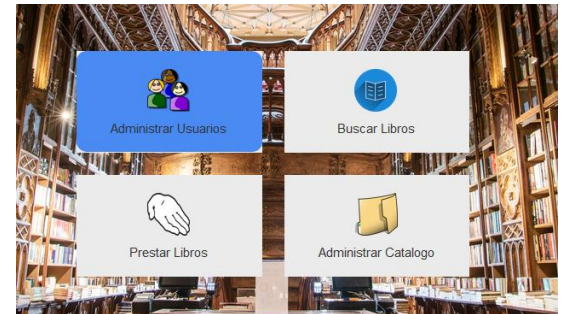 Administrar Usuarios
Buscar Libros
Prestar Libros
Administrar Catalogo